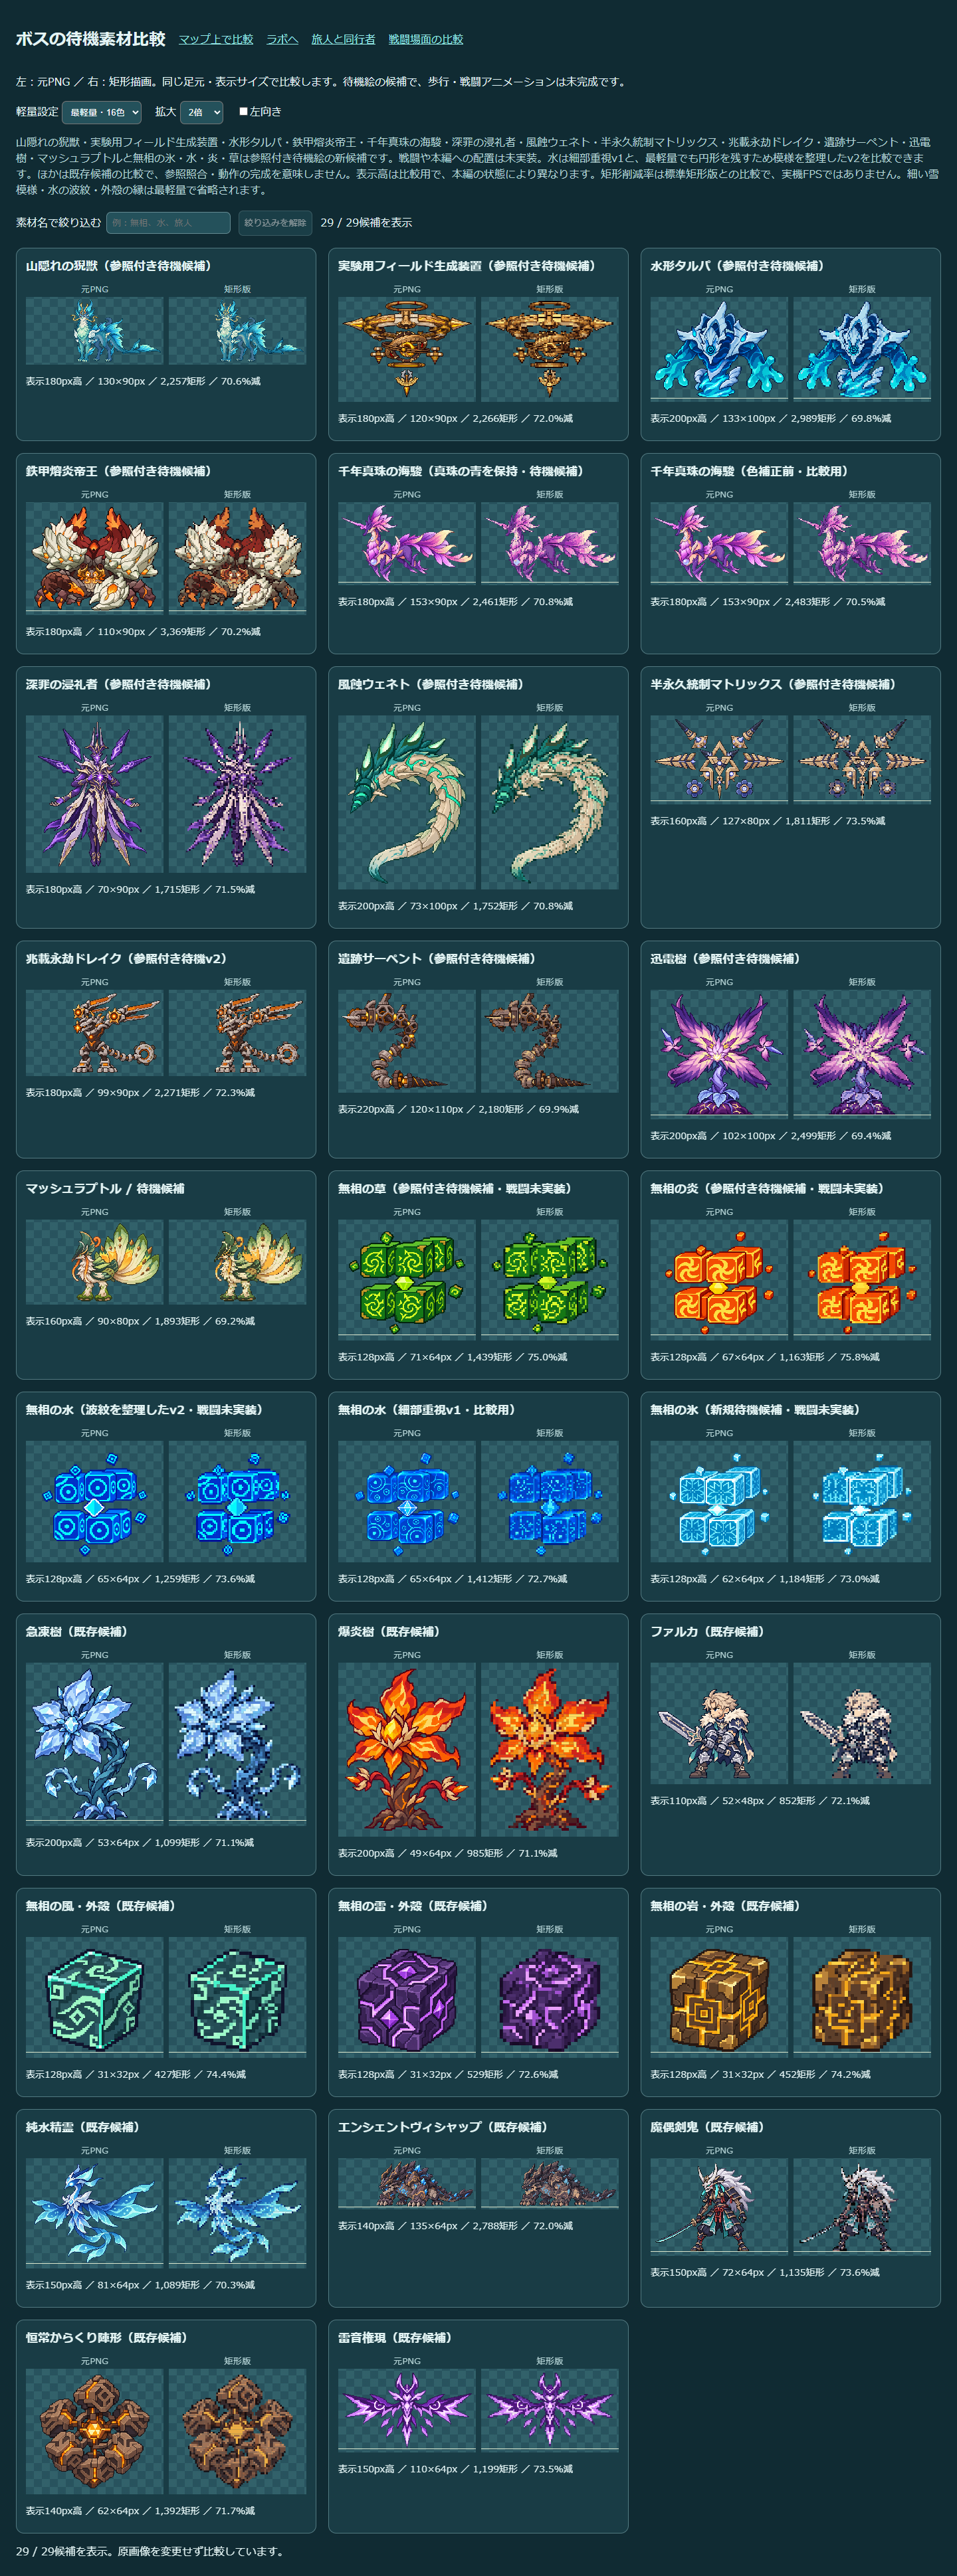 ボスの待機素材比較 マップ上で比較 ラボへ 旅人と同行者 戦闘場面の比較
左：元PNG ／ 右：矩形描画。同じ足元・表示サイズで比較します。待機絵の候補で、歩行・戦闘アニメーションは未完成です。
軽量設定 最軽量・16色 拡大 2倍 左向き
山隠れの猊獣・実験用フィールド生成装置・水形タルパ・鉄甲熔炎帝王・千年真珠の海駿・深罪の浸礼者・風蝕ウェネト・半永久統制マトリックス・兆載永劫ドレイク・遺跡サーペント・迅電
樹・マッシュラプトルと無相の氷・水・炎・草は参照付き待機絵の新候補です。戦闘や本編への配置は未実装。水は細部重視v1と、最軽量でも円形を残すため模様を整理したv2を比較できま
す。ほかは既存候補の比較で、参照照合・動作の完成を意味しません。表示高は比較用で、本編の状態により異なります。矩形削減率は標準矩形版との比較で、実機FPSではありません。細い雪
模様・水の波紋・外殻の縁は最軽量で省略されます。
素材名で絞り込む 例：無相、水、旅人 絞り込みを解除 29 / 29候補を表示
山隠れの猊獣（参照付き待機候補）
元PNG 矩形版
表示180px高 ／ 130×90px ／ 2,257矩形 ／ 70.6%減
実験用フィールド生成装置（参照付き待機候補）
元PNG 矩形版
表示180px高 ／ 120×90px ／ 2,266矩形 ／ 72.0%減
水形タルパ（参照付き待機候補）
元PNG 矩形版
表示200px高 ／ 133×100px ／ 2,989矩形 ／ 69.8%減
鉄甲熔炎帝王（参照付き待機候補）
元PNG 矩形版
表示180px高 ／ 110×90px ／ 3,369矩形 ／ 70.2%減
千年真珠の海駿（真珠の青を保持・待機候補）
元PNG 矩形版
表示180px高 ／ 153×90px ／ 2,461矩形 ／ 70.8%減
千年真珠の海駿（色補正前・比較用）
元PNG 矩形版
表示180px高 ／ 153×90px ／ 2,483矩形 ／ 70.5%減
深罪の浸礼者（参照付き待機候補）
元PNG 矩形版
表示180px高 ／ 70×90px ／ 1,715矩形 ／ 71.5%減
風蝕ウェネト（参照付き待機候補）
元PNG 矩形版
表示200px高 ／ 73×100px ／ 1,752矩形 ／ 70.8%減
半永久統制マトリックス（参照付き待機候補）
元PNG 矩形版
表示160px高 ／ 127×80px ／ 1,811矩形 ／ 73.5%減
兆載永劫ドレイク（参照付き待機v2）
元PNG 矩形版
表示180px高 ／ 99×90px ／ 2,271矩形 ／ 72.3%減
遺跡サーペント（参照付き待機候補）
元PNG 矩形版
表示220px高 ／ 120×110px ／ 2,180矩形 ／ 69.9%減
迅電樹（参照付き待機候補）
元PNG 矩形版
表示200px高 ／ 102×100px ／ 2,499矩形 ／ 69.4%減
マッシュラプトル / 待機候補
元PNG 矩形版
表示160px高 ／ 90×80px ／ 1,893矩形 ／ 69.2%減
無相の草（参照付き待機候補・戦闘未実装）
元PNG 矩形版
表示128px高 ／ 71×64px ／ 1,439矩形 ／ 75.0%減
無相の炎（参照付き待機候補・戦闘未実装）
元PNG 矩形版
表示128px高 ／ 67×64px ／ 1,163矩形 ／ 75.8%減
無相の水（波紋を整理したv2・戦闘未実装）
元PNG 矩形版
表示128px高 ／ 65×64px ／ 1,259矩形 ／ 73.6%減
無相の水（細部重視v1・比較用）
元PNG 矩形版
表示128px高 ／ 65×64px ／ 1,412矩形 ／ 72.7%減
無相の氷（新規待機候補・戦闘未実装）
元PNG 矩形版
表示128px高 ／ 62×64px ／ 1,184矩形 ／ 73.0%減
急凍樹（既存候補）
元PNG 矩形版
表示200px高 ／ 53×64px ／ 1,099矩形 ／ 71.1%減
爆炎樹（既存候補）
元PNG 矩形版
表示200px高 ／ 49×64px ／ 985矩形 ／ 71.1%減
ファルカ（既存候補）
元PNG 矩形版
表示110px高 ／ 52×48px ／ 852矩形 ／ 72.1%減
無相の風・外殻（既存候補）
元PNG 矩形版
表示128px高 ／ 31×32px ／ 427矩形 ／ 74.4%減
無相の雷・外殻（既存候補）
元PNG 矩形版
表示128px高 ／ 31×32px ／ 529矩形 ／ 72.6%減
無相の岩・外殻（既存候補）
元PNG 矩形版
表示128px高 ／ 31×32px ／ 452矩形 ／ 74.2%減
純水精霊（既存候補）
元PNG 矩形版
表示150px高 ／ 81×64px ／ 1,089矩形 ／ 70.3%減
エンシェントヴィシャップ（既存候補）
元PNG 矩形版
表示140px高 ／ 135×64px ／ 2,788矩形 ／ 72.0%減
魔偶剣鬼（既存候補）
元PNG 矩形版
表示150px高 ／ 72×64px ／ 1,135矩形 ／ 73.6%減
恒常からくり陣形（既存候補）
元PNG 矩形版
表示140px高 ／ 62×64px ／ 1,392矩形 ／ 71.7%減
雷音権現（既存候補）
元PNG 矩形版
表示150px高 ／ 110×64px ／ 1,199矩形 ／ 73.5%減
29 / 29候補を表示。原画像を変更せず比較しています。